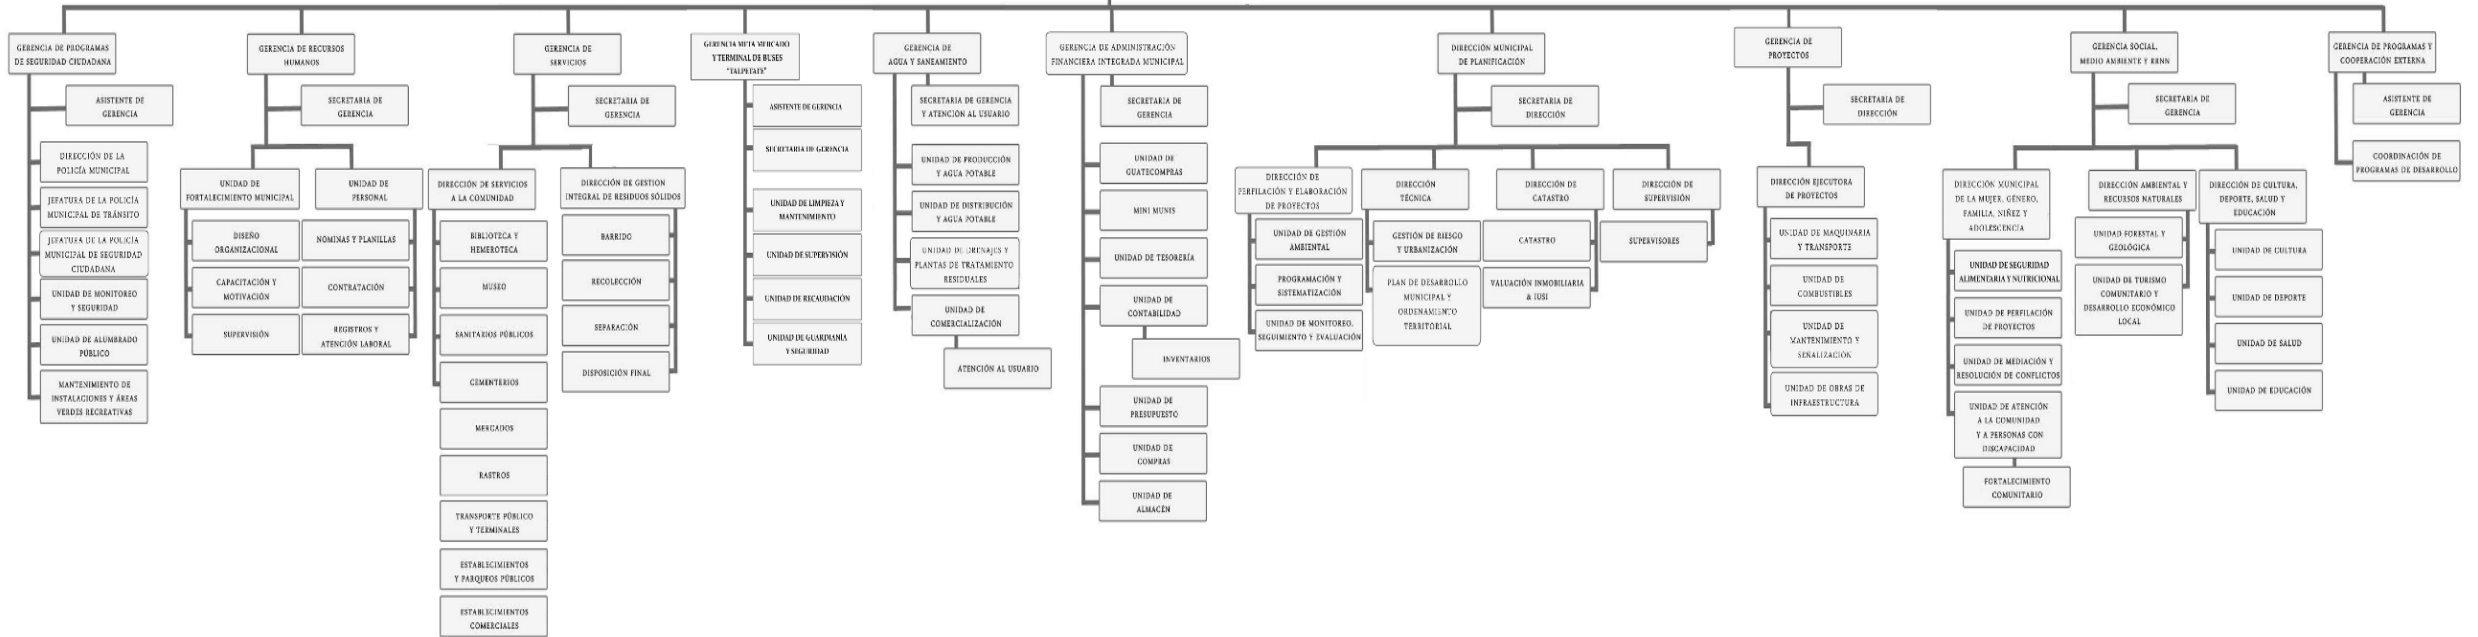 GERENCIA DE PROGRAMAS
DE SEGURIDAD CIUDADANA
ASISTENTE DE
GERENCIA
DIRECCIÓN DE LA
POLICÍA MUNICIPAL
JEFATURA DE LA POLICÍA
MUNICIPAL DE TRÁNSITO
JEFATURA DE LA POLICÍA
MUNICIPAL DE SEGURIDAD
CIUDADANA
UNIDAD DE MONITOREO
Y SEGURIDAD
UNIDAD DE ALUMBRADO
PÚBLICO
MANTENIMIENTO DE
INSTALACIONES Y ÁREAS
VERDES RECREATIVAS
GERENCIA DE RECURSOS
HUMANOS
SECRETARIA DE
GERENCIA
UNIDAD DE
FORTALECIMIENTO MUNICIPAL
DISEÑO
ORGANIZACIONAL
CAPACITACIÓN Y
MOTIVACIÓN
SUPERVISIÓN
UNIDAD DE
PERSONAL
NOMINAS Y PLANILLAS
CONTRATACIÓN
REGISTROS Y
ATENCIÓN LABORAL
GERENCIA DE
SERVICIOS
SECRETARIA DE
GERENCIA
DIRECCIÓN DE SERVICIOS
A LA COMUNIDAD
BIBLIOTECA Y
HEMEROTECA
MUSEO
SANITARIOS PÚBLICOS
CEMENTERIOS
MERCADOS
RASTROS
TRANSPORTE PÚBLICO
Y TERMINALES
ESTABLECIMIENTOS
Y PARQUEOS PÚBLICOS
ESTABLECIMIENTOS
COMERCIALES
DIRECCIÓN DE GESTION
INTEGRAL DE RESIDUOS SÓLIDOS
BARRIDO
RECOLECCIÓN
SEPARACIÓN
DISPOSICIÓN FINAL
GERENCIA META MERCADO
Y TERMINAL DE BUSES
"TALPETATE"
ASISTENTE DE GERENCIA
SECRETARIA DE GERENCIA
UNIDAD DE LIMPIEZA Y
MANTENIMIENTO
UNIDAD DE SUPERVISIÓN
UNIDAD DE RECAUDACIÓN
UNIDAD DE GUARDIANÍA
Y SEGURIDAD
GERENCIA DE
AGUA Y SANEAMIENTO
SECRETARIA DE GERENCIA
Y ATENCIÓN AL USUARIO
UNIDAD DE PRODUCCIÓN
Y AGUA POTABLE
UNIDAD DE DISTRIBUCIÓN
Y AGUA POTABLE
UNIDAD DE DRENAJES Y
PLANTAS DE TRATAMIENTO
RESIDUALES
UNIDAD DE
COMERCIALIZACIÓN
ATENCIÓN AL USUARIO
GERENCIA DE ADMINISTRACIÓN
FINANCIERA INTEGRADA MUNICIPAL
SECRETARIA DE
GERENCIA
UNIDAD DE
GUATECOMPRAS
MINI MUNIS
UNIDAD DE TESORERÍA
UNIDAD DE
CONTABILIDAD
INVENTARIOS
UNIDAD DE
PRESUPUESTO
UNIDAD DE
COMPRAS
UNIDAD DE
ALMACÉN
DIRECCIÓN MUNICIPAL
DE PLANIFICACIÓN
SECRETARIA DE
DIRECCIÓN
DIRECCIÓN DE
PERFILACIÓN Y ELABORACIÓN
DE PROYECTOS
UNIDAD DE GESTIÓN
AMBIENTAL
PROGRAMACIÓN Y
SISTEMATIZACIÓN
UNIDAD DE MONITOREO,
SEGUIMIENTO Y EVALUACIÓN
DIRECCIÓN
TÉCNICA
GESTIÓN DE RIESGO
Y URBANIZACIÓN
PLAN DE DESARROLLO
MUNICIPAL Y
ORDENAMIENTO
TERRITORIAL
DIRECCIÓN DE
CATASTRO
CATASTRO
VALUACIÓN INMOBILIARIA
& IUSI
DIRECCIÓN DE
SUPERVISIÓN
SUPERVISORES
GERENCIA DE
PROYECTOS
SECRETARIA DE
DIRECCIÓN
DIRECCIÓN EJECUTORA
DE PROYECTOS
UNIDAD DE MAQUINARIA
Y TRANSPORTE
UNIDAD DE
COMBUSTIBLES
UNIDAD DE
MANTENIMIENTO Y
SEÑALIZACIÓN
UNIDAD DE OBRAS DE
INFRAESTRUCTURA
GERENCIA SOCIAL,
MEDIO AMBIENTE Y RRNN
SECRETARIA DE
GERENCIA
DIRECCIÓN MUNICIPAL
DE LA MUJER, GÉNERO,
FAMILIA, NIÑEZ Y
ADOLESCENCIA
UNIDAD DE SEGURIDAD
ALIMENTARIA Y NUTRICIONAL
UNIDAD DE PERFILACIÓN
DE PROYECTOS
UNIDAD DE MEDIACIÓN Y
RESOLUCIÓN DE CONFLICTOS
UNIDAD DE ATENCIÓN
A LA COMUNIDAD
Y A PERSONAS CON
DISCAPACIDAD
FORTALECIMIENTO
COMUNITARIO
DIRECCIÓN AMBIENTAL Y
RECURSOS NATURALES
UNIDAD FORESTAL Y
GEOLÓGICA
UNIDAD DE TURISMO
COMUNITARIO Y
DESARROLLO ECONÓMICO
LOCAL
DIRECCIÓN DE CULTURA,
DEPORTE, SALUD Y
EDUCACIÓN
UNIDAD DE CULTURA
UNIDAD DE DEPORTE
UNIDAD DE SALUD
UNIDAD DE EDUCACIÓN
GERENCIA DE PROGRAMAS Y
COOPERACIÓN EXTERNA
ASISTENTE DE
GERENCIA
COORDINACIÓN DE
PROGRAMAS DE DESARROLLO